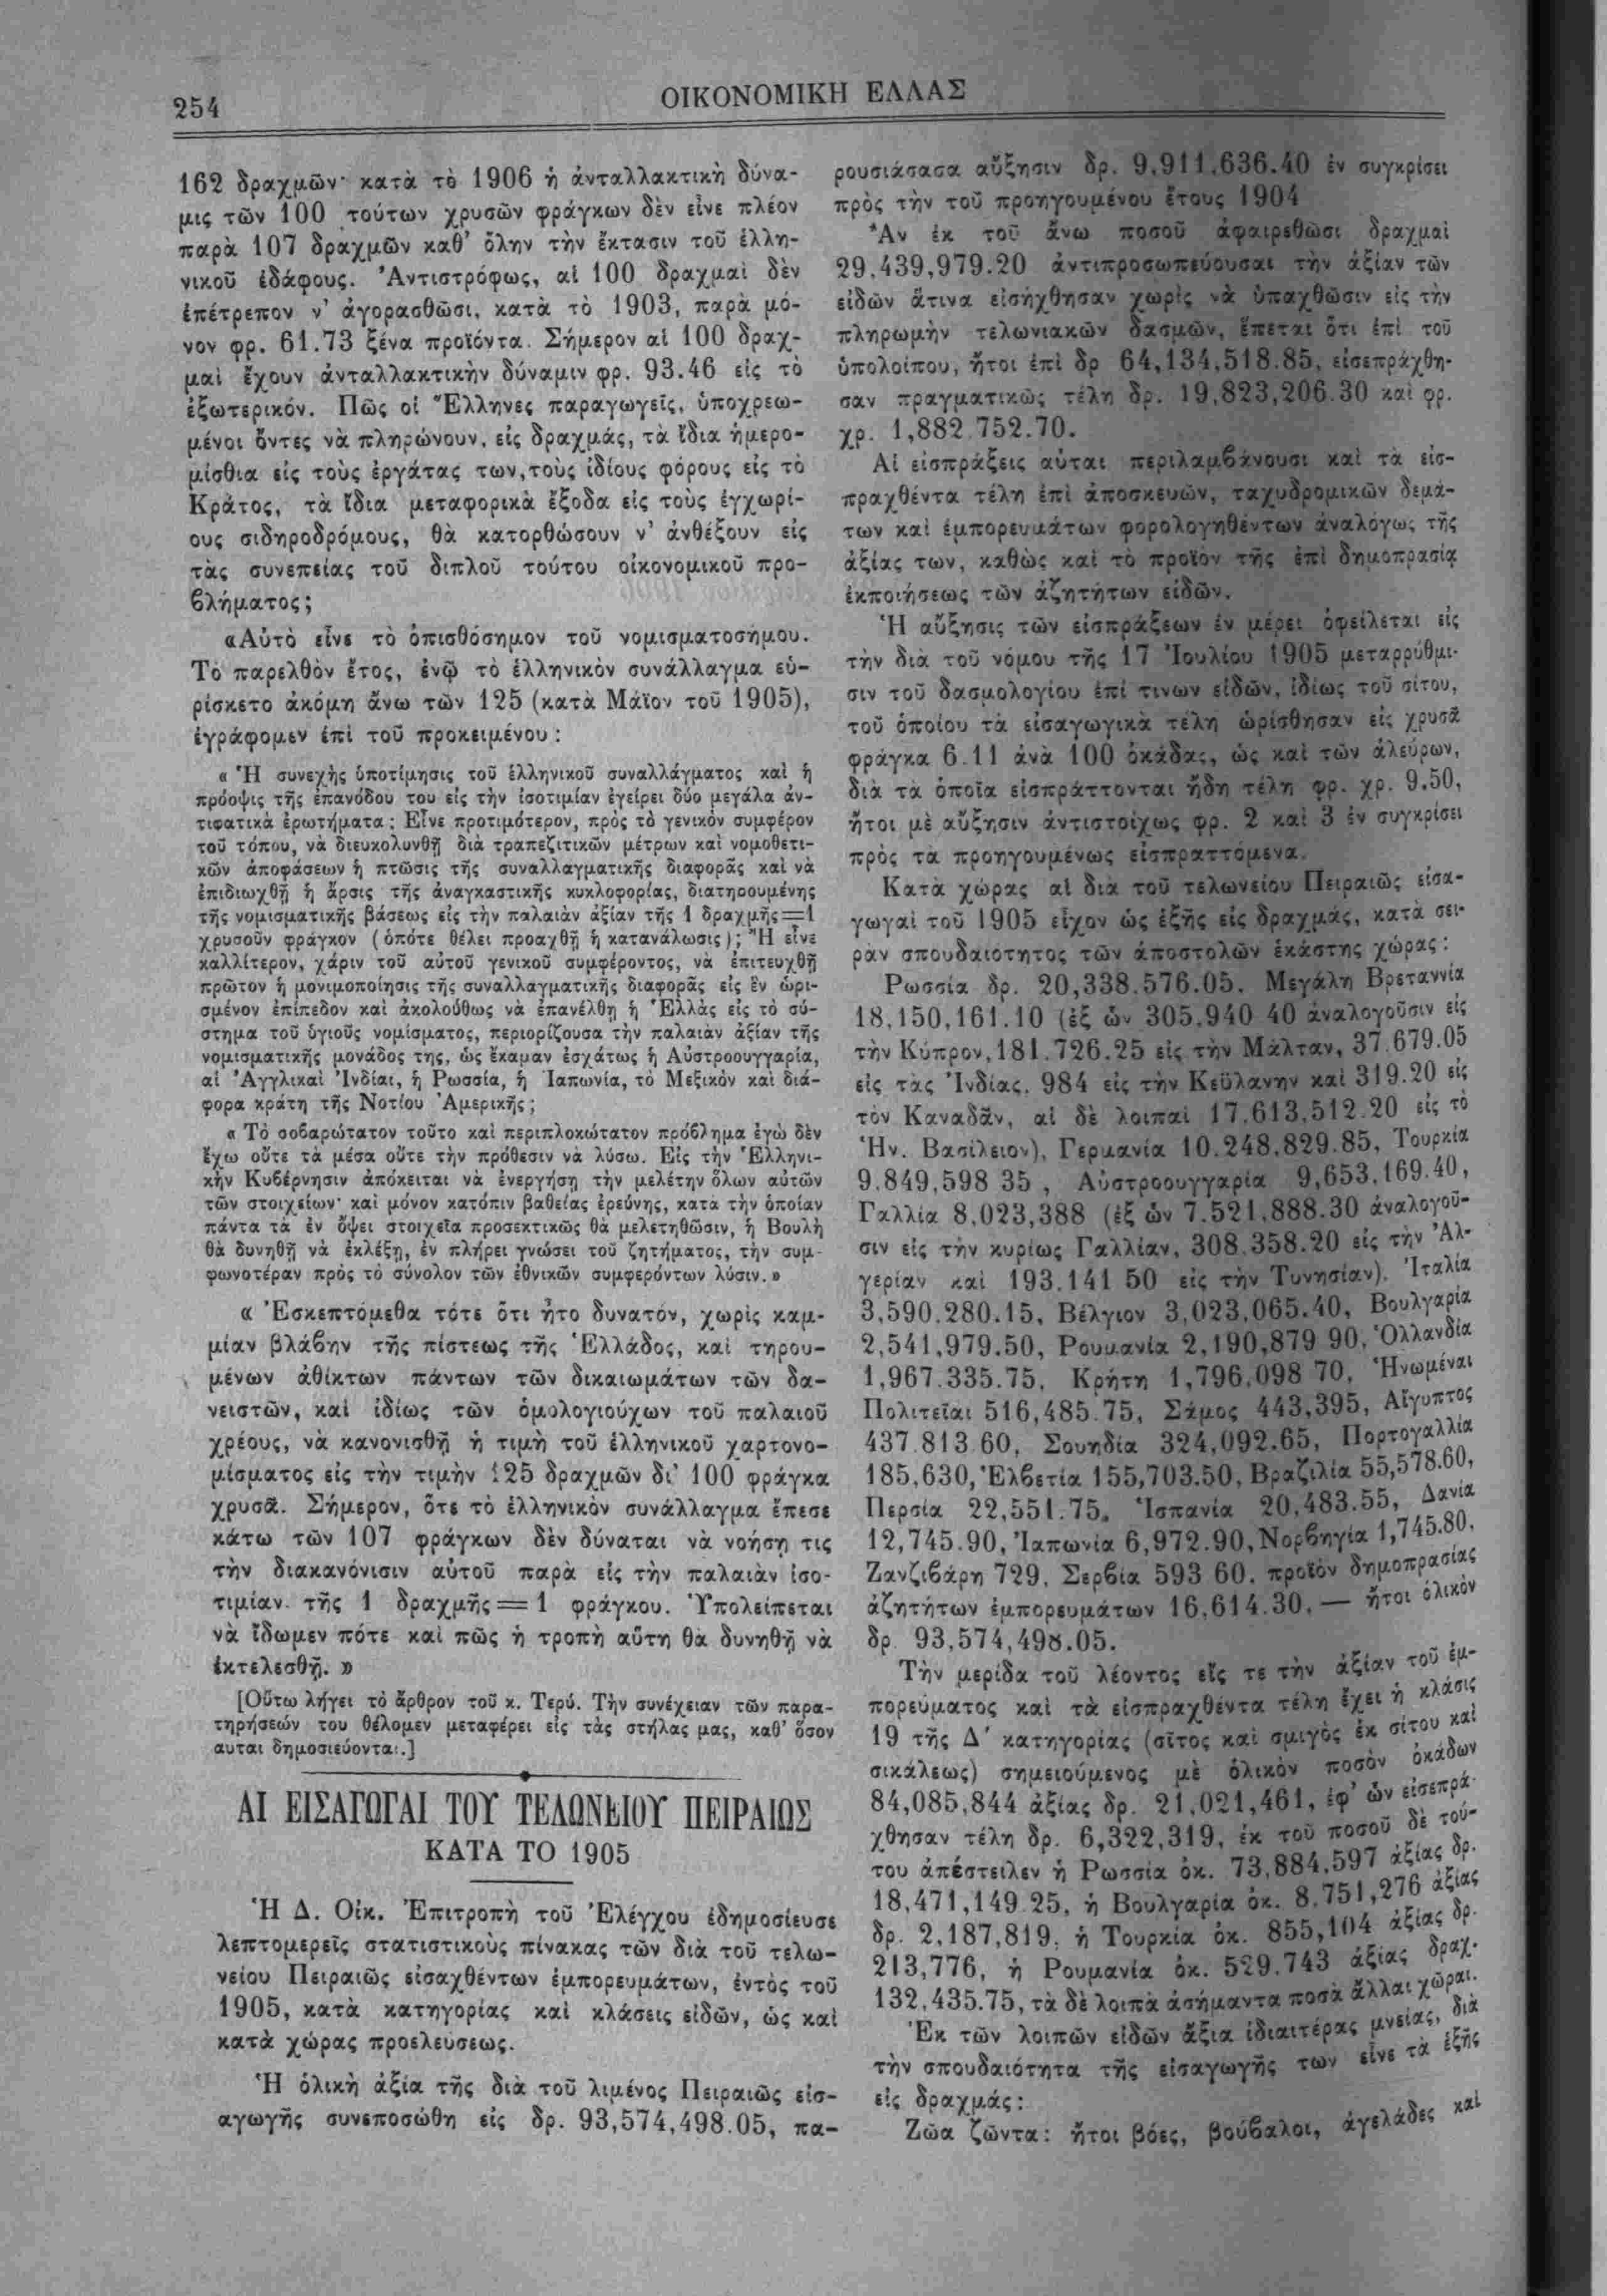 254
ΟΙΚΟΝΟΜΙΚΗ ΕΛΛΑΣ
162 δραχμῶν· κατὰ τὸ 1906 ἡ ἀνταλλακτικὴ δύνα-
μις τῶν 100 τούτων χρυσῶν φράγκων δὲν εἶνε πλέον
παρὰ 107 δραχμῶν καθ' ὅλην τὴν ἔκτασιν τοῦ ἑλλη-
νικοῦ ἐδάφους. Ἀντιστρόφως, αἱ 100 δραχμαὶ δὲν
ἐπέτρεπον ν' ἀγορασθῶσι, κατὰ τὸ 1903, παρὰ μό-
νον φρ. 61.73 ξένα προϊόντα. Σήμερον αἱ 100 δραχ-
μαὶ ἔχουν ἀνταλλακτικὴν δύναμιν φρ. 93.46 εἰς τὸ
ἐξωτερικόν. Πῶς οἱ Ἕλληνες παραγωγεῖς, ὑποχρεω-
μένοι ὄντες νὰ πληρώνουν, εἰς δραχμάς, τὰ ἴδια ἡμερο-
μίσθια εἰς τοὺς ἐργάτας των, τοὺς ἰδίους φόρους εἰς τὸ
Κράτος, τὰ ἴδια μεταφορικὰ ἔξοδα εἰς τοὺς ἐγχωρί-
ους σιδηροδρόμους, θὰ κατορθώσουν ν' ἀνθέξουν εἰς
τὰς συνεπείας τοῦ διπλοῦ τούτου οἰκονομικοῦ προ-
βλήματος;
«Αὐτὸ εἶνε τὸ ὀπισθόσημον τοῦ νομισματοσήμου.
Τὸ παρελθὸν ἔτος, ἐνῷ τὸ ἑλληνικὸν συνάλλαγμα εὑ-
ρίσκετο ἀκόμη ἄνω τῶν 125 (κατὰ Μάϊον τοῦ 1905),
ἐγράφομεν ἐπὶ τοῦ προκειμένου:
« Ἡ συνεχὴς ὑποτίμησις τοῦ ἑλληνικοῦ συναλλάγματος καὶ ἡ
πρόοψις τῆς ἐπανόδου του εἰς τὴν ἰσοτιμίαν ἐγείρει δύο μεγάλα ἀν-
τιφατικὰ ἐρωτήματα: Εἶνε προτιμότερον, πρὸς τὸ γενικὸν συμφέρον
τοῦ τόπου, νὰ διευκολυνθῇ διὰ τραπεζιτικῶν μέτρων καὶ νομοθετι-
κῶν ἀποφάσεων ἡ πτῶσις τῆς συναλλαγματικῆς διαφορᾶς καὶ νὰ
ἐπιδιωχθῇ ἡ ἄρσις τῆς ἀναγκαστικῆς κυκλοφορίας, διατηρουμένης
τῆς νομισματικῆς βάσεως εἰς τὴν παλαιὰν ἀξίαν τῆς 1 δραχμῆς=1
χρυσοῦν φράγκον (ὁπότε θέλει προαχθῇ ἡ κατανάλωσις); Ἢ εἶνε
καλλίτερον, χάριν τοῦ αὐτοῦ γενικοῦ συμφέροντος, νὰ ἐπιτευχθῇ
πρῶτον ἡ μονιμοποίησις τῆς συναλλαγματικῆς διαφορᾶς εἰς ἓν ὡρι-
σμένον ἐπίπεδον καὶ ἀκολούθως νὰ ἐπανέλθῃ ἡ Ἑλλὰς εἰς τὸ σύ-
στημα τοῦ ὑγιοῦς νομίσματος, περιορίζουσα τὴν παλαιὰν ἀξίαν τῆς
νομισματικῆς μονάδος της, ὡς ἔκαμαν ἐσχάτως ἡ Αὐστροουγγαρία,
αἱ Ἀγγλικαὶ Ἰνδίαι, ἡ Ρωσσία, ἡ Ἰαπωνία, τὸ Μεξικὸν καὶ διά-
φορα κράτη τῆς Νοτίου Ἀμερικῆς;
« Τὸ σοβαρώτατον τοῦτο καὶ περιπλοκώτατον πρόβλημα ἐγὼ δὲν
ἔχω οὔτε τὰ μέσα οὔτε τὴν πρόθεσιν νὰ λύσω. Εἰς τὴν Ἑλληνι-
κὴν Κυβέρνησιν ἀπόκειται νὰ ἐνεργήσῃ τὴν μελέτην ὅλων αὐτῶν
τῶν στοιχείων· καὶ μόνον κατόπιν βαθείας ἐρεύνης, κατὰ τὴν ὁποίαν
πάντα τὰ ἐν ὄψει στοιχεῖα προσεκτικῶς θὰ μελετηθῶσιν, ἡ Βουλὴ
θὰ δυνηθῇ νὰ ἐκλέξῃ, ἐν πλήρει γνώσει τοῦ ζητήματος, τὴν συμ-
φωνοτέραν πρὸς τὸ σύνολον τῶν ἐθνικῶν συμφερόντων λύσιν.»
« Ἐσκεπτόμεθα τότε ὅτι ἦτο δυνατόν, χωρὶς καμ-
μίαν βλάβην τῆς πίστεως τῆς Ἑλλάδος, καὶ τηρου-
μένων ἀθίκτων πάντων τῶν δικαιωμάτων τῶν δα-
νειστῶν, καὶ ἰδίως τῶν ὁμολογιούχων τοῦ παλαιοῦ
χρέους, νὰ κανονισθῇ ἡ τιμὴ τοῦ ἑλληνικοῦ χαρτονο-
μίσματος εἰς τὴν τιμὴν 125 δραχμῶν δι' 100 φράγκα
χρυσᾶ. Σήμερον, ὅτε τὸ ἑλληνικὸν συνάλλαγμα ἔπεσε
κάτω τῶν 107 φράγκων δὲν δύναται νὰ νοήσῃ τις
τὴν διακανόνισιν αὐτοῦ παρὰ εἰς τὴν παλαιὰν ἰσο-
τιμίαν τῆς 1 δραχμῆς = 1 φράγκου. Ὑπολείπεται
νὰ ἴδωμεν πότε καὶ πῶς ἡ τροπὴ αὕτη θὰ δυνηθῇ νὰ
ἐκτελεσθῇ. »
[Οὕτω λήγει τὸ ἄρθρον τοῦ κ. Τερύ. Τὴν συνέχειαν τῶν παρα-
τηρήσεών του θέλομεν μεταφέρει εἰς τὰς στήλας μας, καθ' ὅσον
αυται δημοσιεύονται.]
ΑΙ ΕΙΣΑΓΩΓΑΙ ΤΟΥ ΤΕΛΩΝΕΙΟΥ ΠΕΙΡΑΙΩΣ
ΚΑΤΑ ΤΟ 1905
Ἡ Δ. Οἰκ. Ἐπιτροπὴ τοῦ Ἐλέγχου ἐδημοσίευσε
λεπτομερεῖς στατιστικοὺς πίνακας τῶν διὰ τοῦ τελω-
νείου Πειραιῶς εἰσαχθέντων ἐμπορευμάτων, ἐντὸς τοῦ
1905, κατὰ κατηγορίας καὶ κλάσεις εἰδῶν, ὡς καὶ
κατὰ χώρας προελεύσεως.
Ἡ ὁλικὴ ἀξία τῆς διὰ τοῦ λιμένος Πειραιῶς εἰσ-
αγωγῆς συνεποσώθη εἰς δρ. 93,574,498.05, πα-
ρουσιάσασα αὔξησιν δρ. 9,911,636.40 ἐν συγκρίσει
πρὸς τὴν τοῦ προηγουμένου ἔτους 1904
Ἂν ἐκ τοῦ ἄνω ποσοῦ ἀφαιρεθῶσι δραχμαὶ
29,439,979.20 ἀντιπροσωπεύουσαι τὴν ἀξίαν τῶν
εἰδῶν ἅτινα εἰσήχθησαν χωρὶς νὰ ὑπαχθῶσιν εἰς τὴν
πληρωμὴν τελωνιακῶν δασμῶν, ἕπεται ὅτι ἐπὶ τοῦ
ὑπολοίπου, ἤτοι ἐπὶ δρ 64,134,518.85, εἰσεπράχθη-
σαν πραγματικῶς τέλη δρ. 19,823,206.30 καὶ φρ.
χρ. 1,882 752.70.
Αἱ εἰσπράξεις αὗται περιλαμβάνουσι καὶ τὰ εἰσ-
πραχθέντα τέλη ἐπὶ ἀποσκευῶν, ταχυδρομικῶν δεμά-
των καὶ ἐμπορευμάτων φορολογηθέντων ἀναλόγως τῆς
ἀξίας των, καθὼς καὶ τὸ προϊὸν τῆς ἐπὶ δημοπρασίᾳ
ἐκποιήσεως τῶν ἀζητήτων εἰδῶν.
Ἡ αὔξησις τῶν εἰσπράξεων ἐν μέρει ὀφείλεται εἰς
τὴν διὰ τοῦ νόμου τῆς 17 Ἰουλίου 1905 μεταρρύθμι-
σιν τοῦ δασμολογίου ἐπί τινων εἰδῶν, ἰδίως τοῦ σίτου,
τοῦ ὁποίου τὰ εἰσαγωγικὰ τέλη ὡρίσθησαν εἰς χρυσᾶ
φράγκα 6.11 ἀνὰ 100 ὀκάδας, ὡς καὶ τῶν ἀλεύρων,
διὰ τὰ ὁποῖα εἰσπράττονται ἤδη τέλη φρ. χρ. 9.50,
ἤτοι μὲ αὔξησιν ἀντιστοίχως φρ. 2 καὶ 3 ἐν συγκρίσει
πρὸς τὰ προηγουμένως εἰσπραττόμενα.
Κατὰ χώρας αἱ διὰ τοῦ τελωνείου Πειραιῶς εἰσα-
γωγαὶ τοῦ 1905 εἶχον ὡς ἑξῆς εἰς δραχμάς, κατὰ σει-
ρὰν σπουδαιότητος τῶν ἀποστολῶν ἑκάστης χώρας:
Ρωσσία δρ. 20,338.576.05. Μεγάλη Βρεταννία
18,150,161.10 (ἐξ ὧν 305.940 40 ἀναλογοῦσιν εἰς
τὴν Κύπρον, 181.726.25 εἰς τὴν Μάλταν, 37.679.05
εἰς τὰς Ἰνδίας, 984 εἰς τὴν Κεϋλανην καὶ 319.20 εἰς
τὸν Καναδᾶν, αἱ δὲ λοιπαὶ 17.613,512.20 εἰς τὸ
Ἡν. Βασίλειον), Γερμανία 10.248,829.85, Τουρκία
9,849,598 35 , Αὐστροουγγαρία 9,653,169.40,
Γαλλία 8,023,388 (ἐξ ὧν 7.521,888.30 ἀναλογοῦ-
σιν εἰς τὴν κυρίως Γαλλίαν, 308.358.20 εἰς τὴν Ἀλ-
γερίαν καὶ 193.141 50 εἰς τὴν Τυνησίαν), Ἰταλία
3,590.280.15, Βέλγιον 3,023,065.40, Βουλγαρία
2,541,979.50, Ρουμανία 2,190,879 90, Ὁλλανδία
1,967.335.75, Κρήτη 1,796,098 70, Ἡνωμέναι
Πολιτεῖαι 516,485.75, Σάμος 443,395, Αἴγυπτος
437.813 60, Σουηδία 324,092.65, Πορτογαλλία
185,630, Ἑλβετία 155,703.50, Βραζιλία 55,578.60,
Περσία 22,551.75, Ἰσπανία 20,483.55, Δανία
12,745.90, Ἰαπωνία 6,972.90, Νορβηγία 1,745.80,
Ζανζιβάρη 729, Σερβία 593 60, προϊὸν δημοπρασίας
ἀζητήτων ἐμπορευμάτων 16,614.30, — ἤτοι ὁλικὸν
δρ. 93,574,498.05.
Τὴν μερίδα τοῦ λέοντος εἴς τε τὴν ἀξίαν τοῦ ἐμ-
πορεύματος καὶ τὰ εἰσπραχθέντα τέλη ἔχει ἡ κλάσις
19 τῆς Δ' κατηγορίας (σῖτος καὶ σμιγὸς ἐκ σίτου καὶ
σικάλεως) σημειούμενος μὲ ὁλικὸν ποσὸν ὀκάδων
84,085,844 ἀξίας δρ. 21,021,461, ἐφ' ὧν εἰσεπρά-
χθησαν τέλη δρ. 6,322,319, ἐκ τοῦ ποσοῦ δὲ τού-
του ἀπέστειλεν ἡ Ρωσσία ὀκ. 73,884,597 ἀξίας δρ.
18,471,149 25, ἡ Βουλγαρία ὀκ. 8.751,276 ἀξίας
δρ. 2,187,819, ἡ Τουρκία ὀκ. 855,104 ἀξίας δρ.
213,776, ἡ Ρουμανία ὀκ. 529.743 ἀξίας δραχ.
132,435.75, τὰ δὲ λοιπὰ ἀσήμαντα ποσὰ ἄλλαι χῶραι.
Ἐκ τῶν λοιπῶν εἰδῶν ἄξια ἰδιαιτέρας μνείας, διὰ
τὴν σπουδαιότητα τῆς εἰσαγωγῆς των εἶνε τὰ ἑξῆς
εἰς δραχμάς:
Ζῶα ζῶντα: ἤτοι βόες, βούβαλοι, ἀγελάδες καὶ